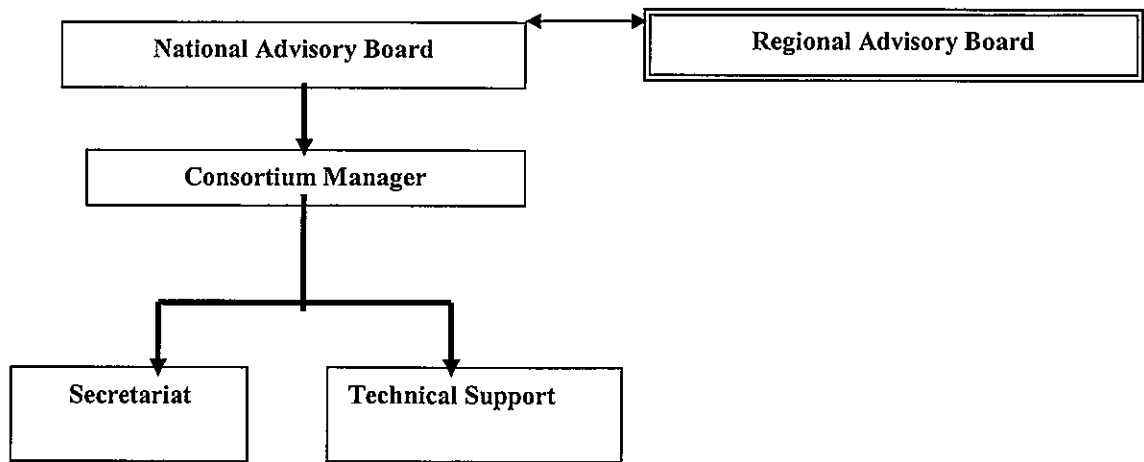 National Advisory Board
Regional Advisory Board
Consortium Manager
Secretariat
Technical Support